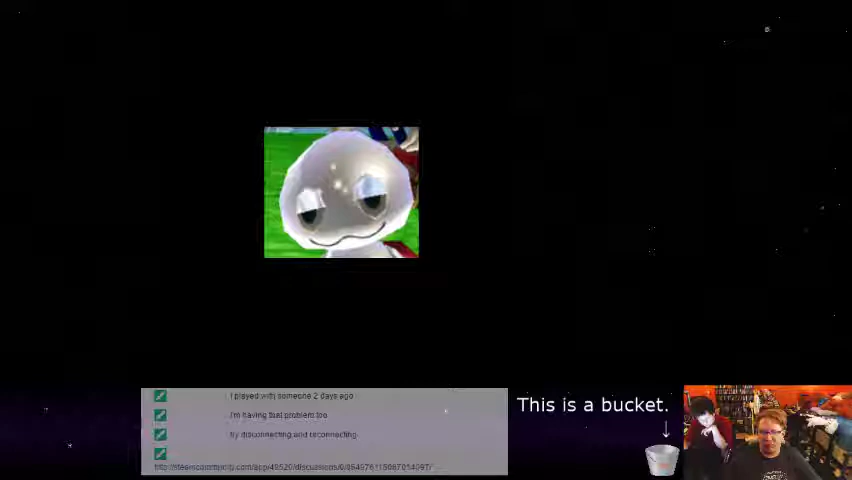 I played with someone 2 days ago
I'm having that problem too
try disconnecting and reconnecting
This is a bucket.